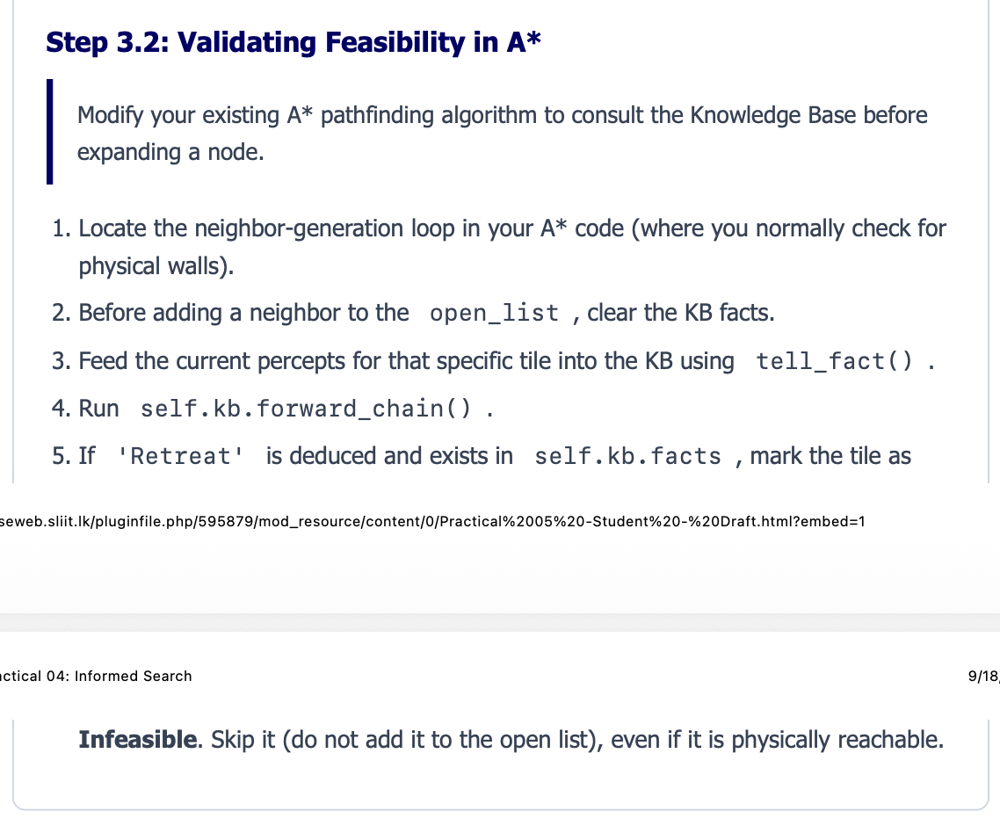 Step 3.2: Validating Feasibility in A*
Modify your existing A* pathfinding algorithm to consult the Knowledge Base before
expanding a node.
1. Locate the neighbor-generation loop in your A* code (where you normally check for
physical walls).
2. Before adding a neighbor to the open_list , clear the KB facts.
3. Feed the current percepts for that specific tile into the KB using tell_fact() .
4. Run self.kb.forward_chain() .
5. If 'Retreat' is deduced and exists in self.kb.facts , mark the tile as
seweb.sliit.lk/pluginfile.php/595879/mod_resource/content/0/Practical%2005%20-Student%20-%20Draft.html?embed=1
actical 04: Informed Search
9/18,
Infeasible. Skip it (do not add it to the open list), even if it is physically reachable.